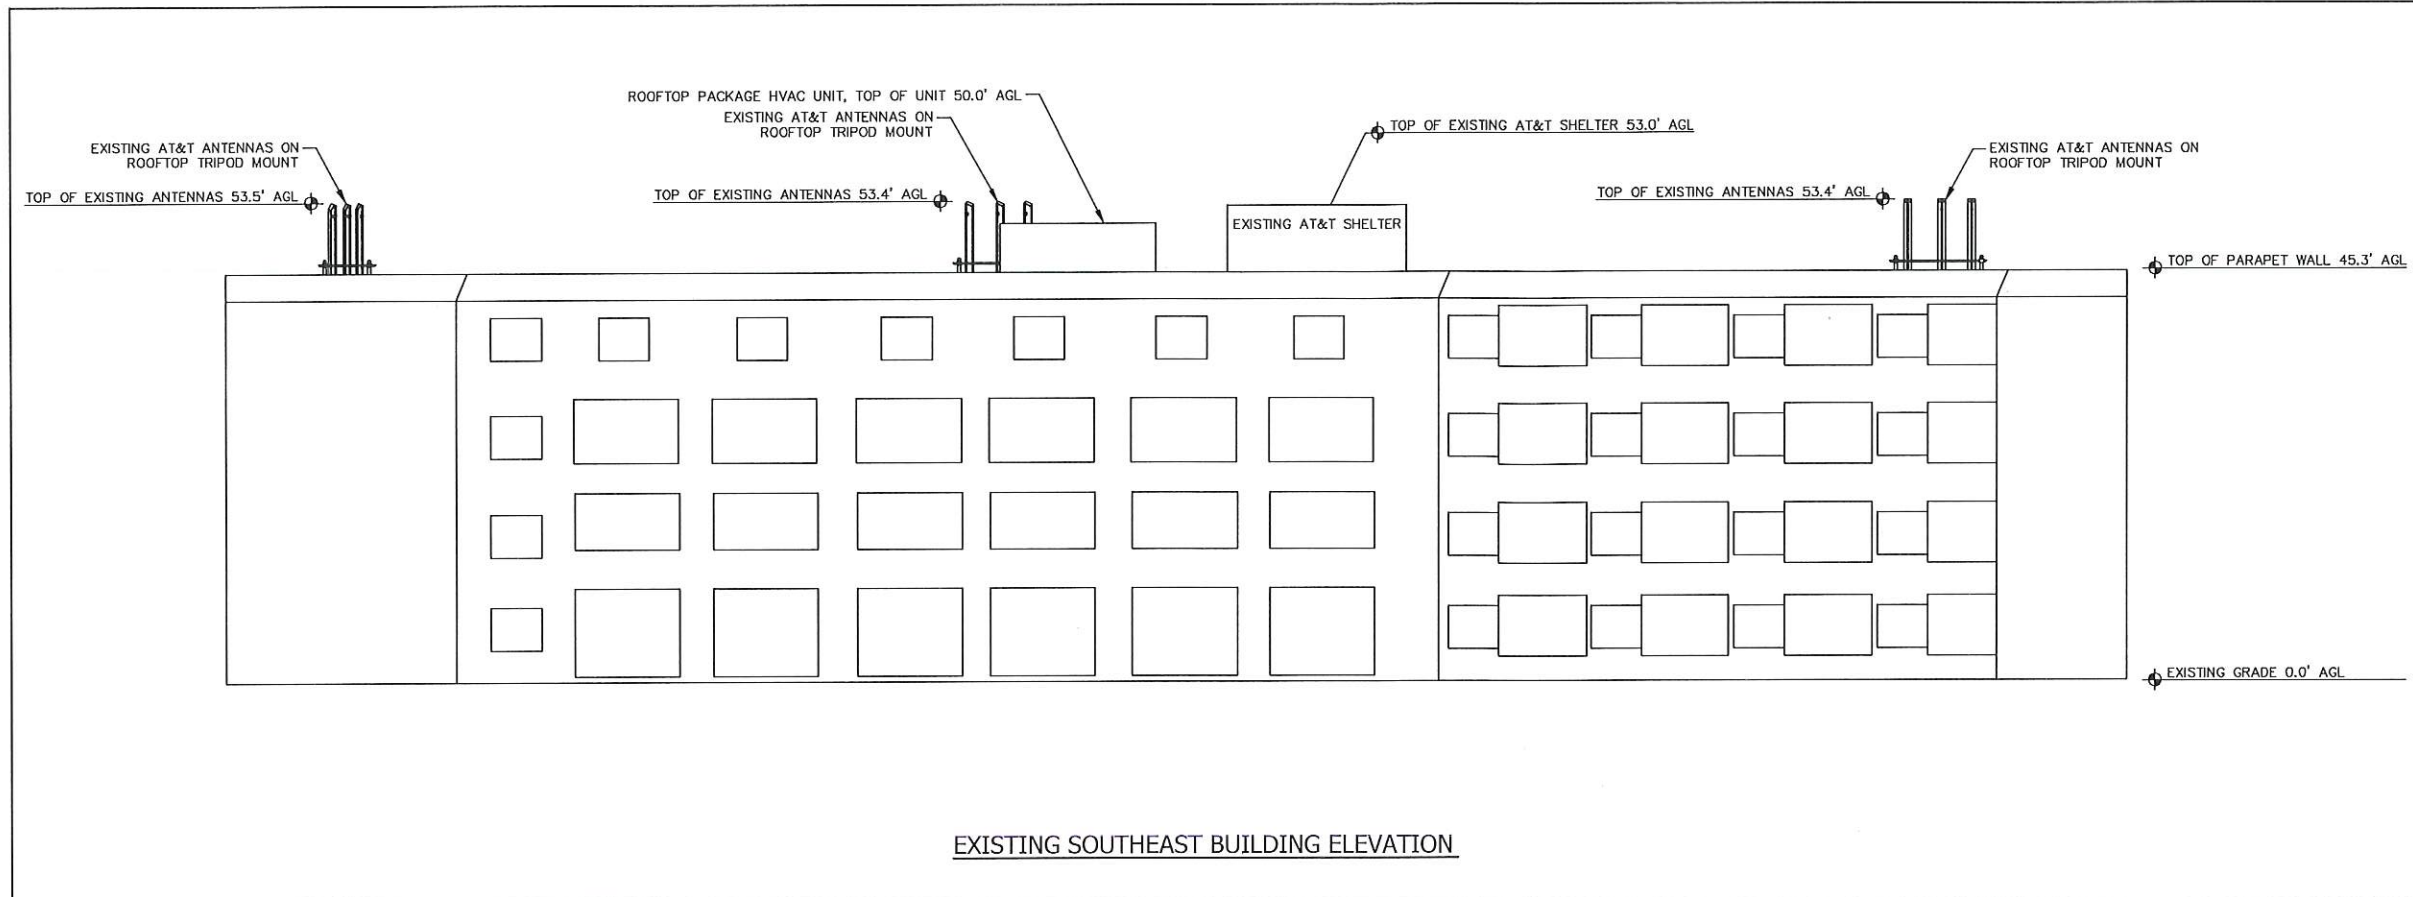 ROOFTOP PACKAGE HVAC UNIT, TOP OF UNIT 50.0' AGL
EXISTING AT&T ANTENNAS ON
ROOFTOP TRIPOD MOUNT
TOP OF EXISTING AT&T SHELTER 53.0' AGL
EXISTING AT&T ANTENNAS ON
ROOFTOP TRIPOD MOUNT
EXISTING AT&T ANTENNAS ON
ROOFTOP TRIPOD MOUNT
TOP OF EXISTING ANTENNAS 53.5' AGL
TOP OF EXISTING ANTENNAS 53.4' AGL
TOP OF EXISTING ANTENNAS 53.4' AGL
EXISTING AT&T SHELTER
TOP OF PARAPET WALL 45.3' AGL
EXISTING GRADE 0.0' AGL
EXISTING SOUTHEAST BUILDING ELEVATION